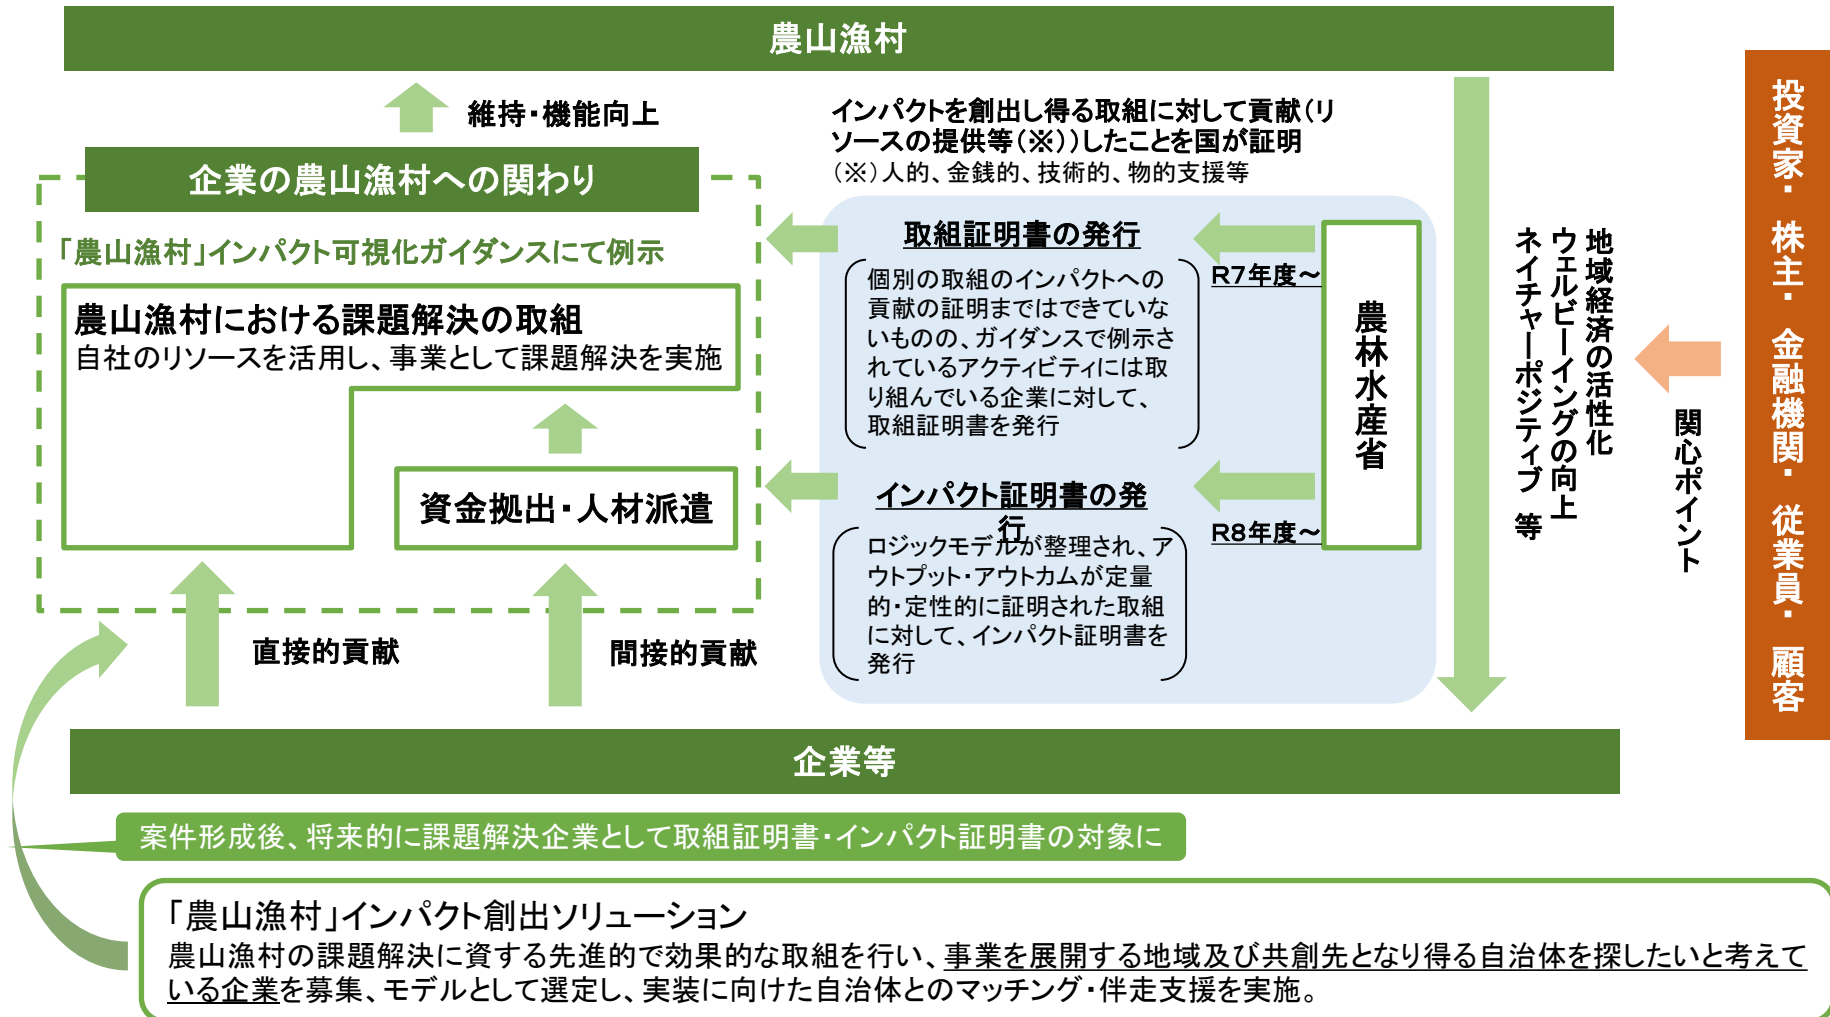 農山漁村
維持・機能向上
インパクトを創出し得る取組に対して貢献(リ
ソースの提供等(※))したことを国が証明
(※)人的、金銭的、技術的、物的支援等
企業の農山漁村への関わり
「農山漁村」インパクト可視化ガイダンスにて例示
農山漁村における課題解決の取組
自社のリソースを活用し、事業として課題解決を実施
資金拠出・人材派遣
直接的貢献
間接的貢献
取組証明書の発行
個別の取組のインパクトへの
貢献の証明まではできていな
いものの、ガイダンスで例示さ
れているアクティビティには取
り組んでいる企業に対して、
取組証明書を発行
R7年度~
インパクト証明書の発
行
ロジックモデルが整理され、ア
ウトプット・アウトカムが定量
的・定性的に証明された取組
に対して、インパクト証明書を
発行
R8年度~
農林水産省
地域経済の活性化
ウェルビーイングの向上
ネイチャーポジティブ 等
関心ポイント
投資家・ 株主・ 金融機関・ 従業員・ 顧客
企業等
案件形成後、将来的に課題解決企業として取組証明書・インパクト証明書の対象に
「農山漁村」インパクト創出ソリューション
農山漁村の課題解決に資する先進的で効果的な取組を行い、事業を展開する地域及び共創先となり得る自治体を探したいと考えて
いる企業を募集、モデルとして選定し、実装に向けた自治体とのマッチング・伴走支援を実施。